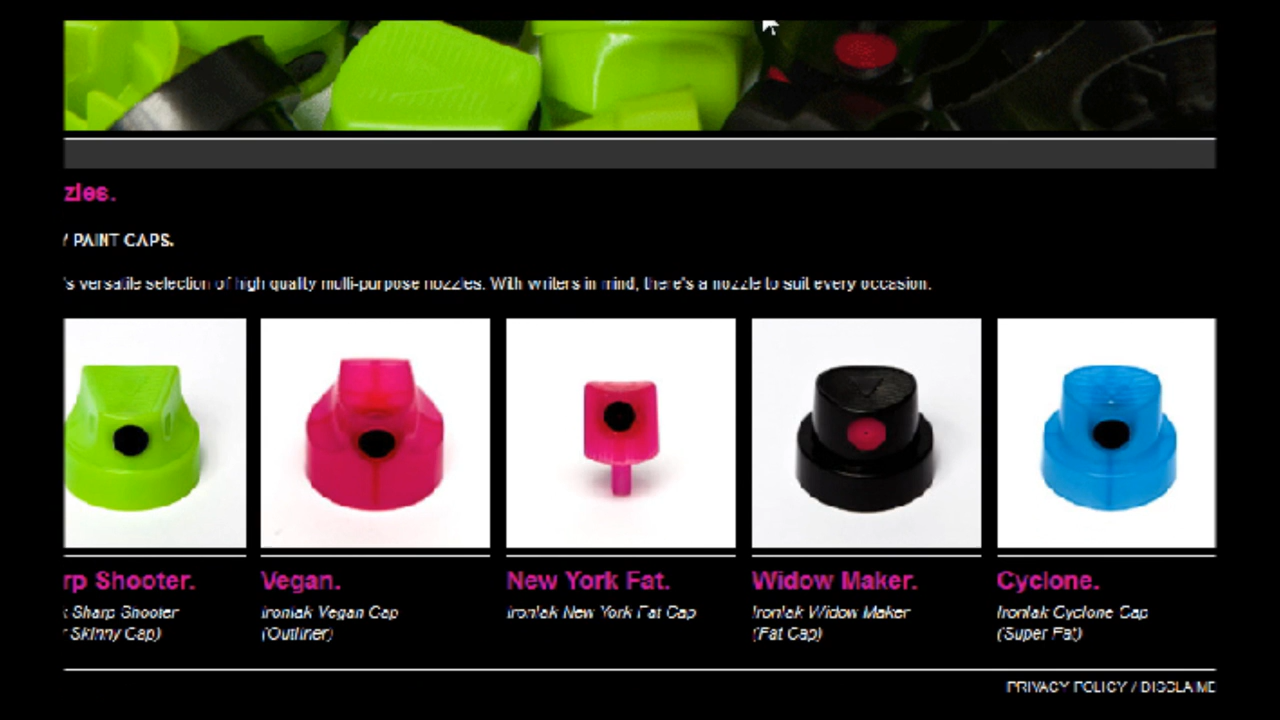 zles.
/ PAINT CAPS.
's versatile selection of high quality multi-purpose nozzles. With writers in mind, there's a nozzle to suit every occasion.
rp Shooter.
Vegan.
New York Fat.
Widow Maker.
Cyclone.
k Sharp Shooter
r Skinny Cap)
Ironlak Vegan Cap
(Outliner)
Ironlak New York Fat Cap
Ironlak Widow Maker
(Fat Cap)
Ironlak Cyclone Cap
(Super Fat)
PRIVACY POLICY / DISCLAIME